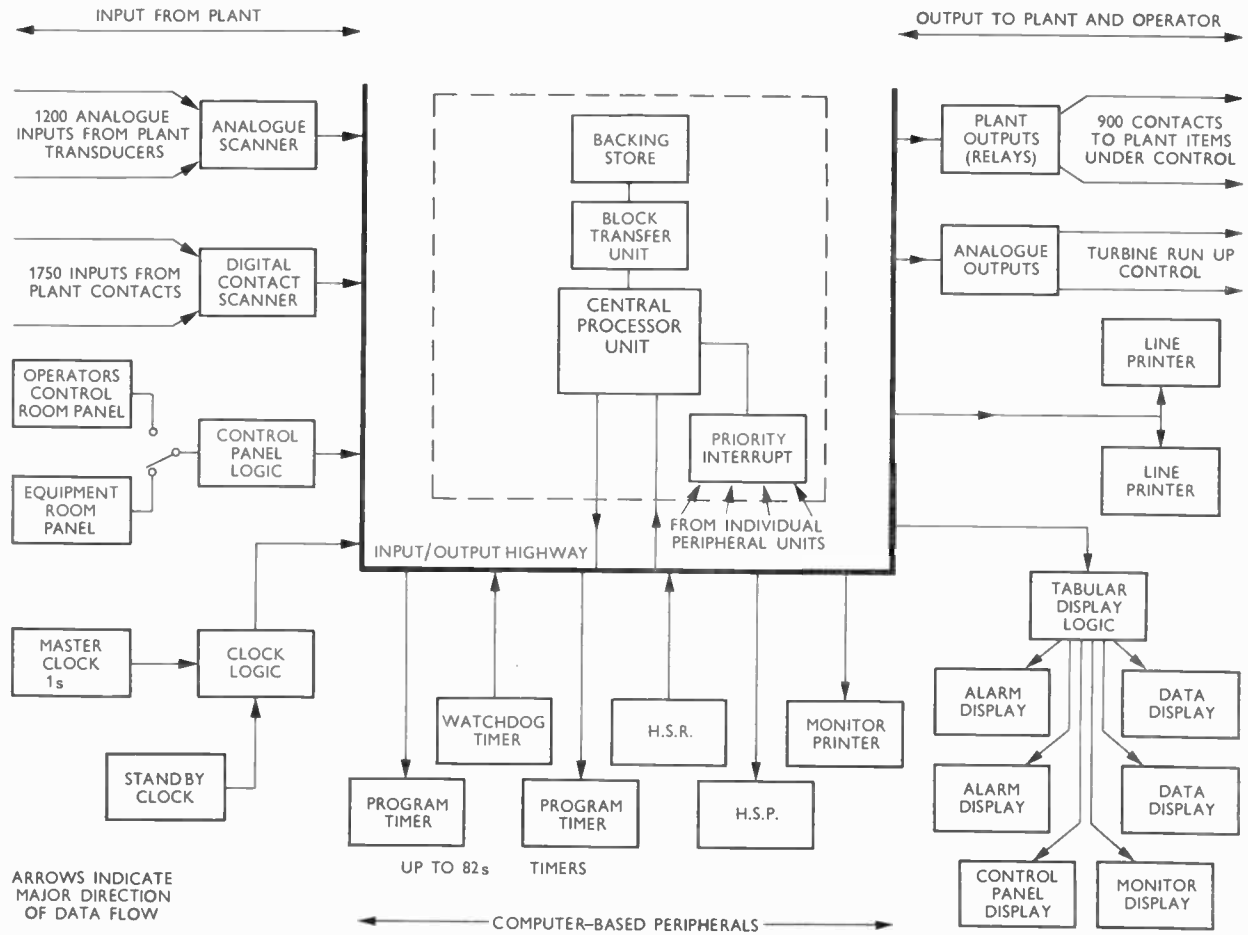 INPUT FROM PLANT
OUTPUT TO PLANT AND OPERATOR
1200 ANALOGUE
INPUTS FROM PLANT
TRANSDUCERS
ANALOGUE
SCANNER
BACKING
STORE
PLANT
OUTPUTS
(RELAYS)
900 CONTACTS
TO PLANT ITEMS
UNDER CONTROL
1750 INPUTS FROM
PLANT CONTACTS
DIGITAL
CONTACT
SCANNER
BLOCK
TRANSFER
UNIT
ANALOGUE
OUTPUTS
TURBINE RUN UP
CONTROL
CENTRAL
PROCESSOR
UNIT
LINE
PRINTER
OPERATORS
CONTROL
ROOM PANEL
CONTROL
PANEL
LOGIC
PRIORITY
INTERRUPT
LINE
PRINTER
EQUIPMENT
ROOM
PANEL
FROM INDIVIDUAL
PERIPHERAL UNITS
INPUT/OUTPUT HIGHWAY
TABULAR
DISPLAY
LOGIC
MASTER
CLOCK
1s
CLOCK
LOGIC
WATCHDOG
TIMER
H.S.R.
MONITOR
PRINTER
ALARM
DISPLAY
DATA
DISPLAY
STANDBY
CLOCK
PROGRAM
TIMER
PROGRAM
TIMER
H.S.P.
ALARM
DISPLAY
DATA
DISPLAY
UP TO 82s TIMERS
CONTROL
PANEL
DISPLAY
MONITOR
DISPLAY
ARROWS INDICATE
MAJOR DIRECTION
OF DATA FLOW
COMPUTER-BASED PERIPHERALS